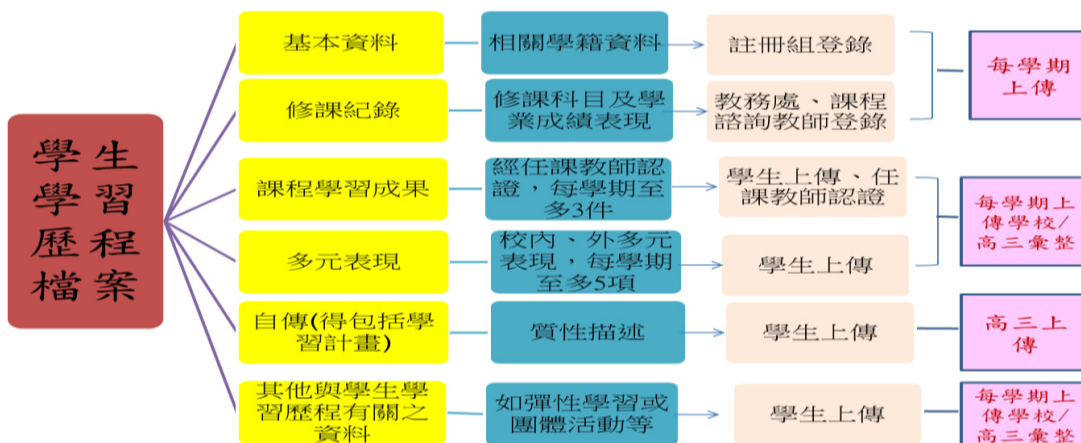 學生
學習
歷程
檔案
基本資料
相關學籍資料
註冊組登錄
修課紀錄
修課科目及學
業成績表現
教務處、課程
諮詢教師登錄
每學期
上傳
課程學習成果
經任課教師認
證，每學期至
多3件
學生上傳、任
課教師認證
多元表現
校內、外多元
表現，每學期
至多5項
學生上傳
每學期上
傳學校/
高三彙整
自傳(得包括學
習計畫)
質性描述
學生上傳
高三上
傳
其他與學生學
習歷程有關之
資料
如彈性學習或
團體活動等
學生上傳
每學期上
傳學校/
高三彙整